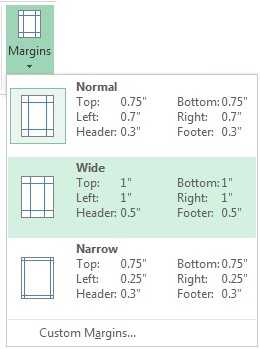 Margins
Normal
Top: 0.75" Bottom: 0.75"
Left: 0.7" Right: 0.7"
Header: 0.3" Footer: 0.3"
Wide
Top: 1" Bottom: 1"
Left: 1" Right: 1"
Header: 0.5" Footer: 0.5"
Narrow
Top: 0.75" Bottom: 0.75"
Left: 0.25" Right: 0.25"
Header: 0.3" Footer: 0.3"
Custom Margins...